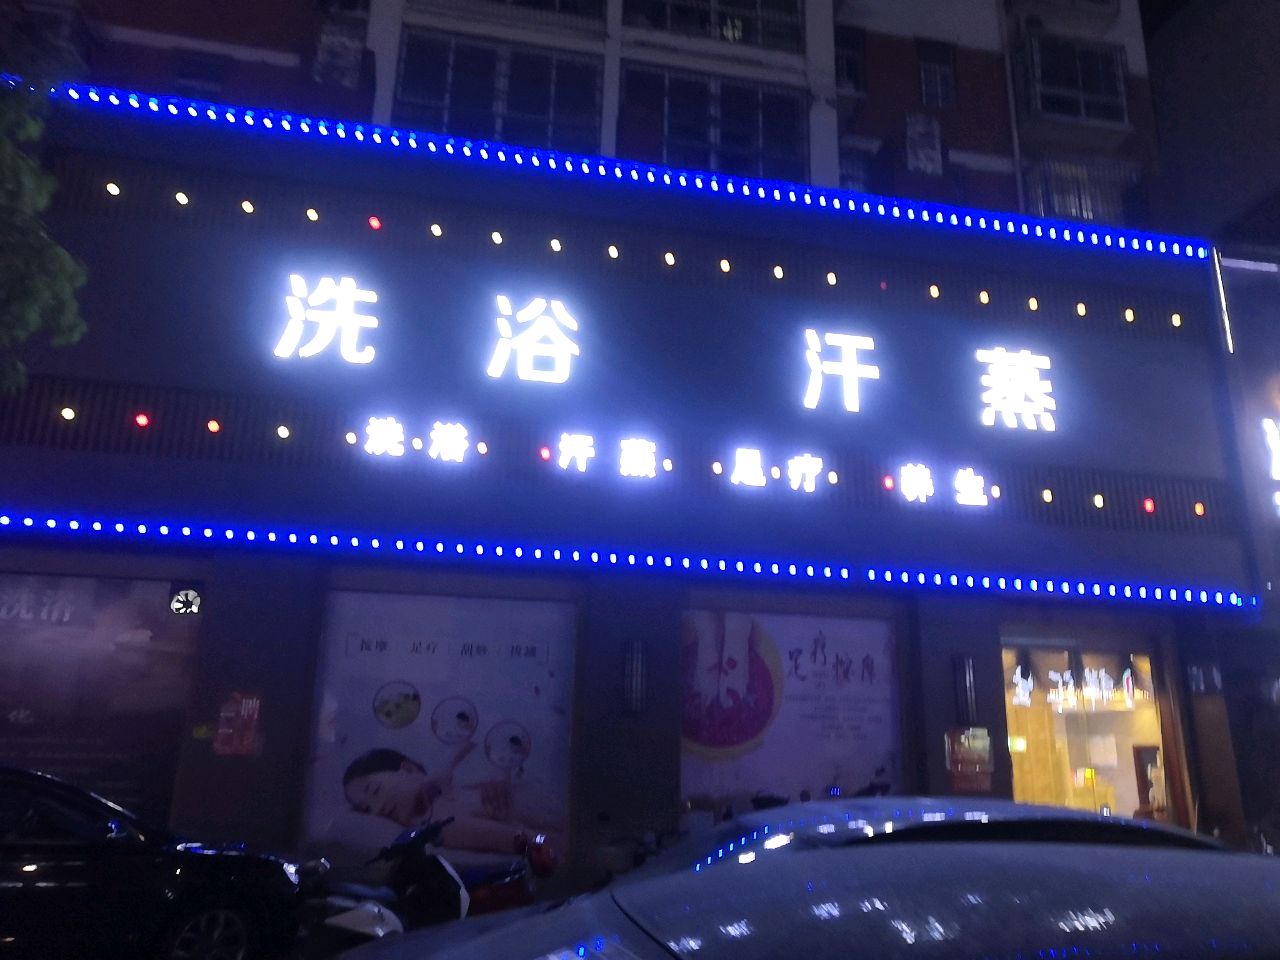 洗浴 汗蒸
洗浴 汗蒸 足疗 养生
洗浴
按摩 足疗 刮痧 拔罐
足疗按摩
化